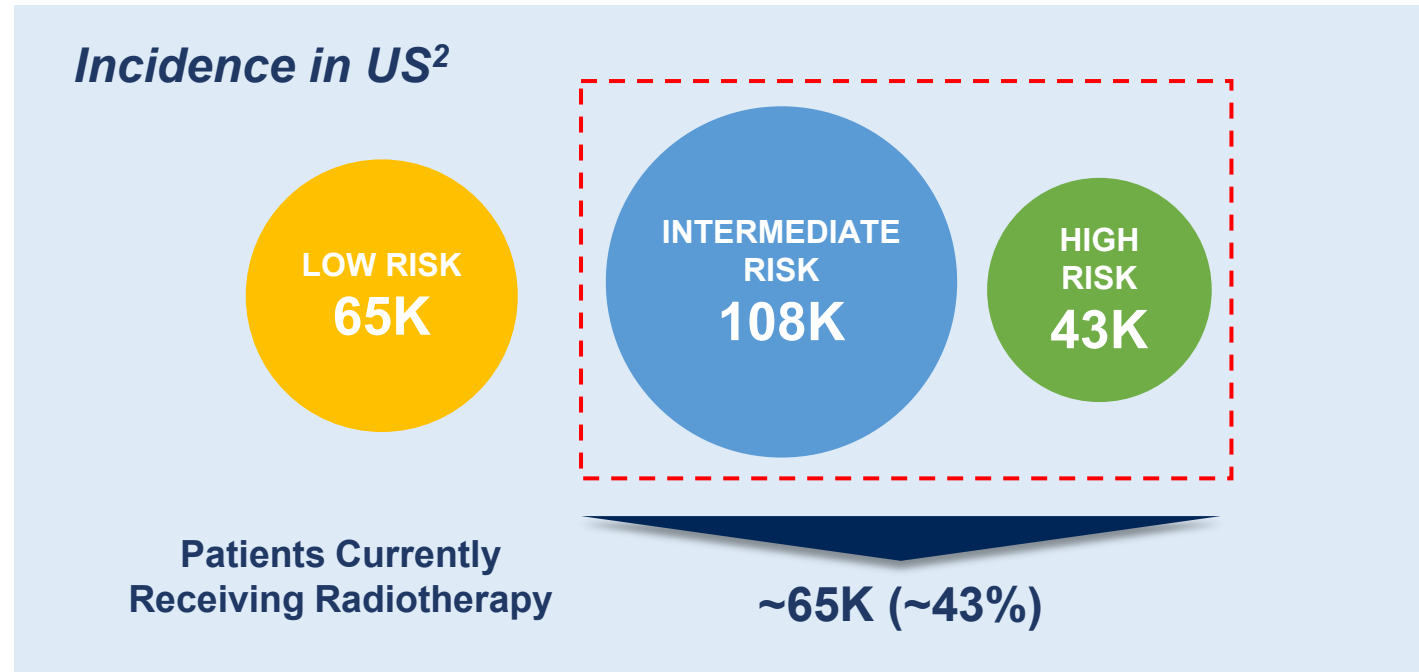 Incidence in US²
LOW RISK
65K
INTERMEDIATE
RISK
108K
HIGH
RISK
43K
Patients Currently
Receiving Radiotherapy
~65K (~43%)